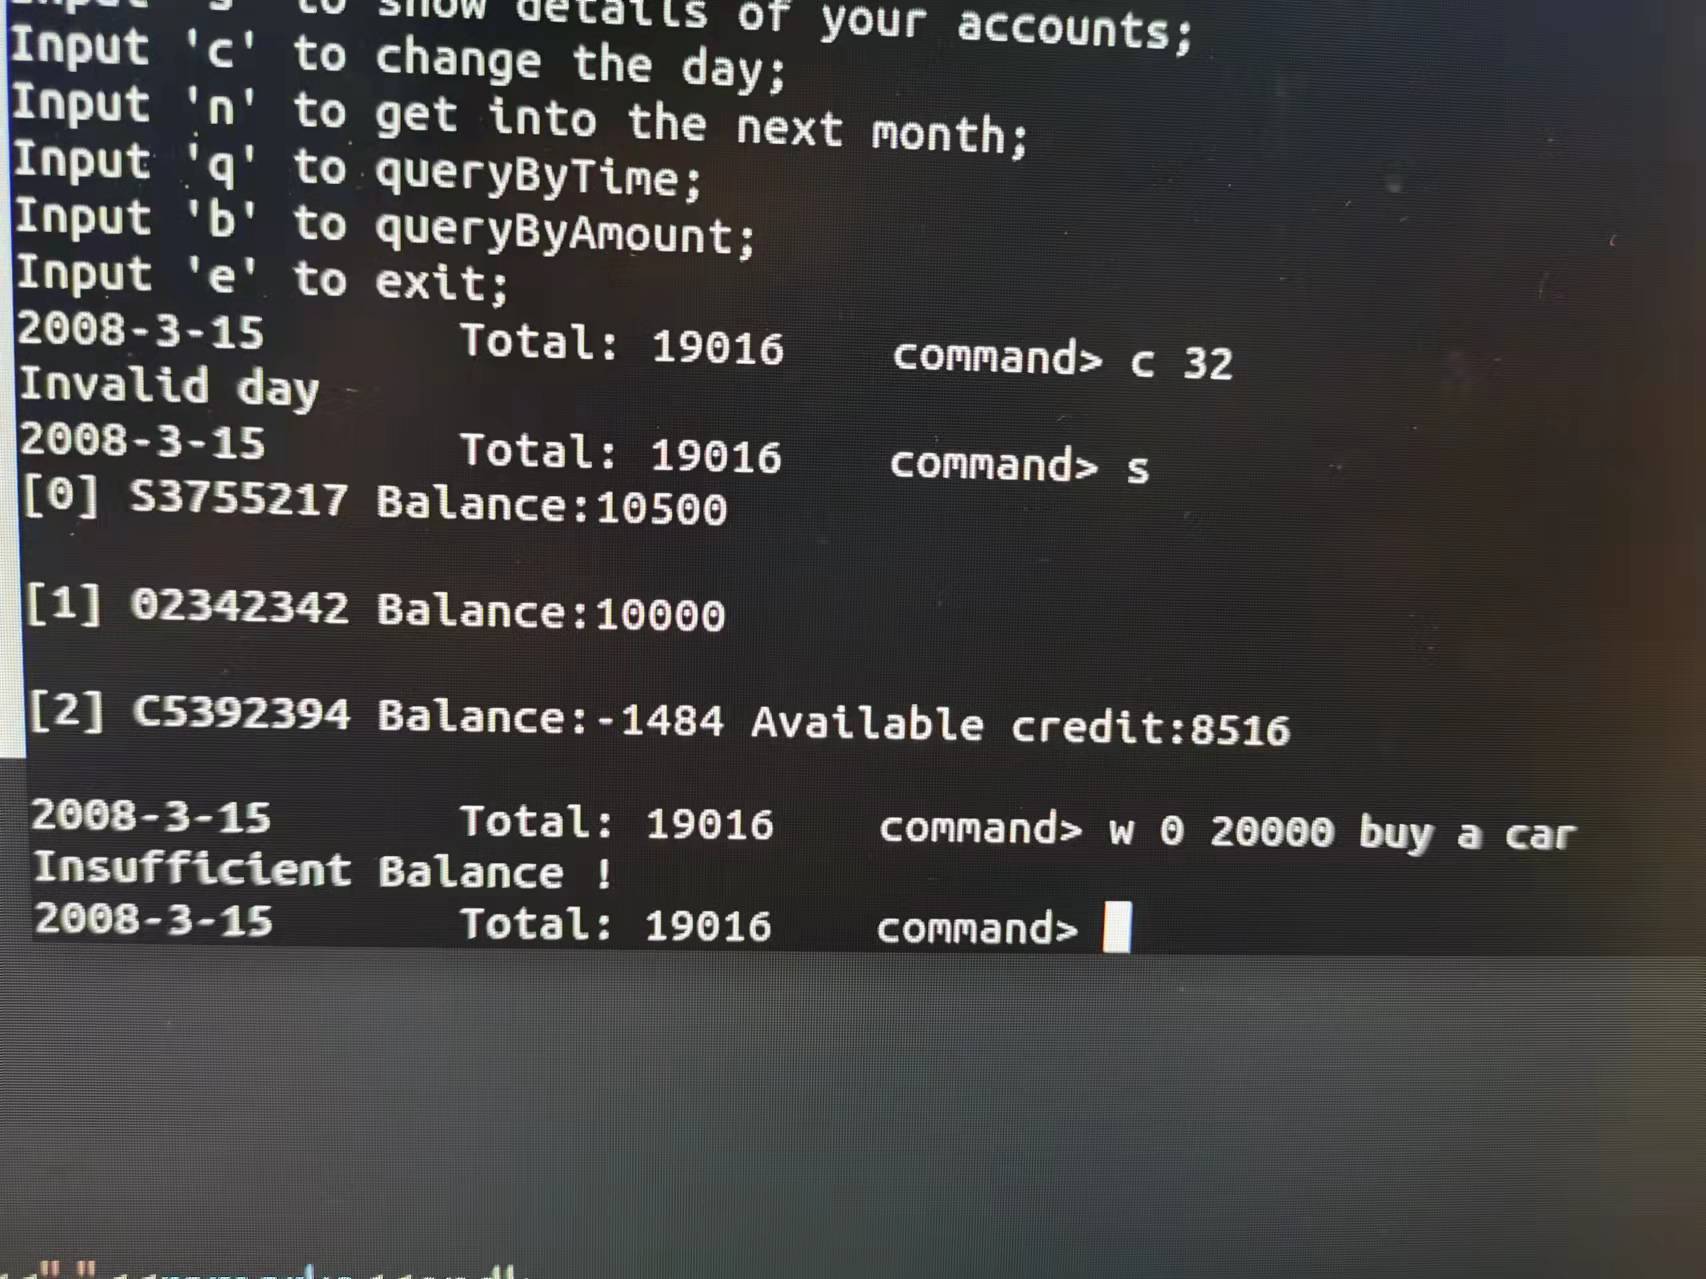 Input 's' to show details of your accounts;
Input 'c' to change the day;
Input 'n' to get into the next month;
Input 'q' to queryByTime;
Input 'b' to queryByAmount;
Input 'e' to exit;
2008-3-15 Total: 19016 command> c 32
Invalid day
2008-3-15 Total: 19016 command> s
[0] S3755217 Balance:10500
[1] 02342342 Balance:10000
[2] C5392394 Balance:-1484 Available credit:8516
2008-3-15 Total: 19016 command> w 0 20000 buy a car
Insufficient Balance !
2008-3-15 Total: 19016 command>